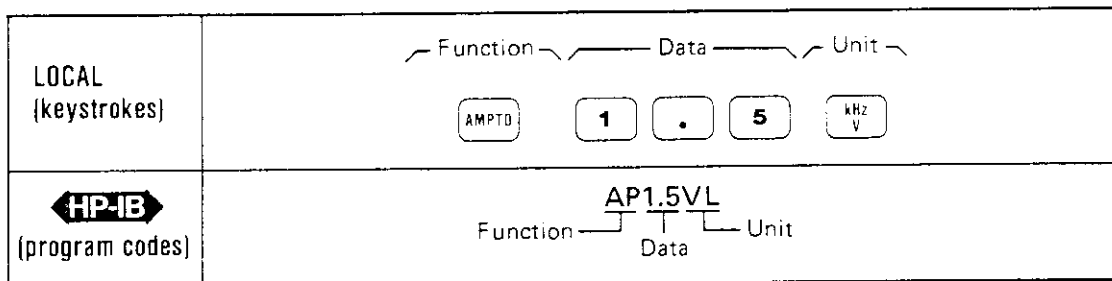 LOCAL
(keystrokes)
Function Data Unit
AMPTD 1 . 5 kHz
V
HP-IB
(program codes)
AP1.5VL
Function Data Unit